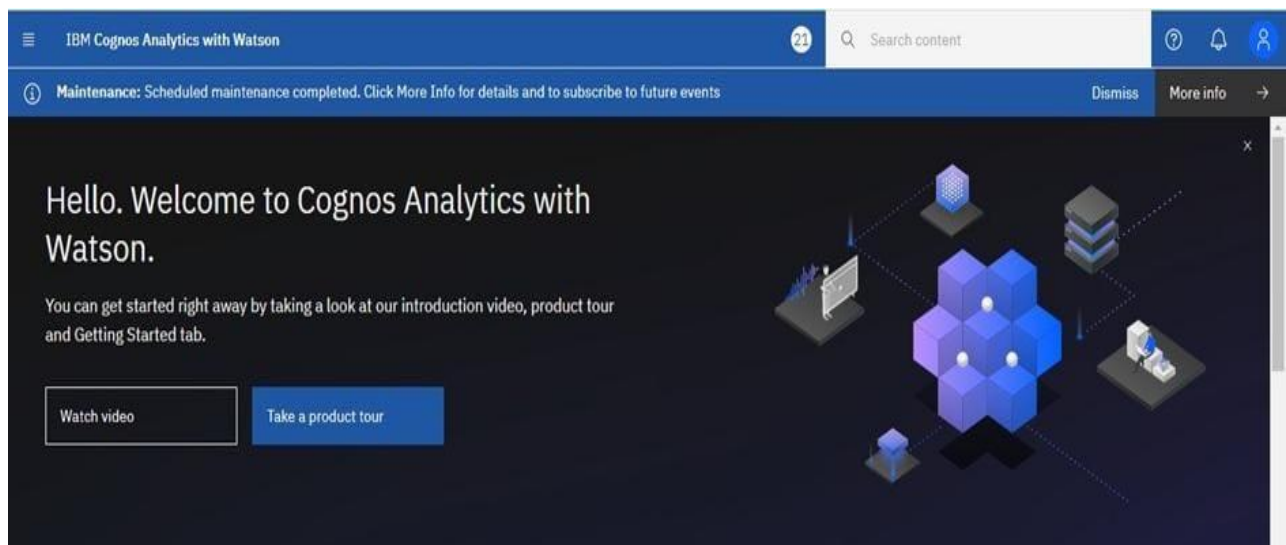 IBM Cognos Analytics with Watson
21
Search content
Maintenance: Scheduled maintenance completed. Click More Info for details and to subscribe to future events
Dismiss
More info
Hello. Welcome to Cognos Analytics with
Watson.
You can get started right away by taking a look at our introduction video, product tour
and Getting Started tab.
Watch video
Take a product tour